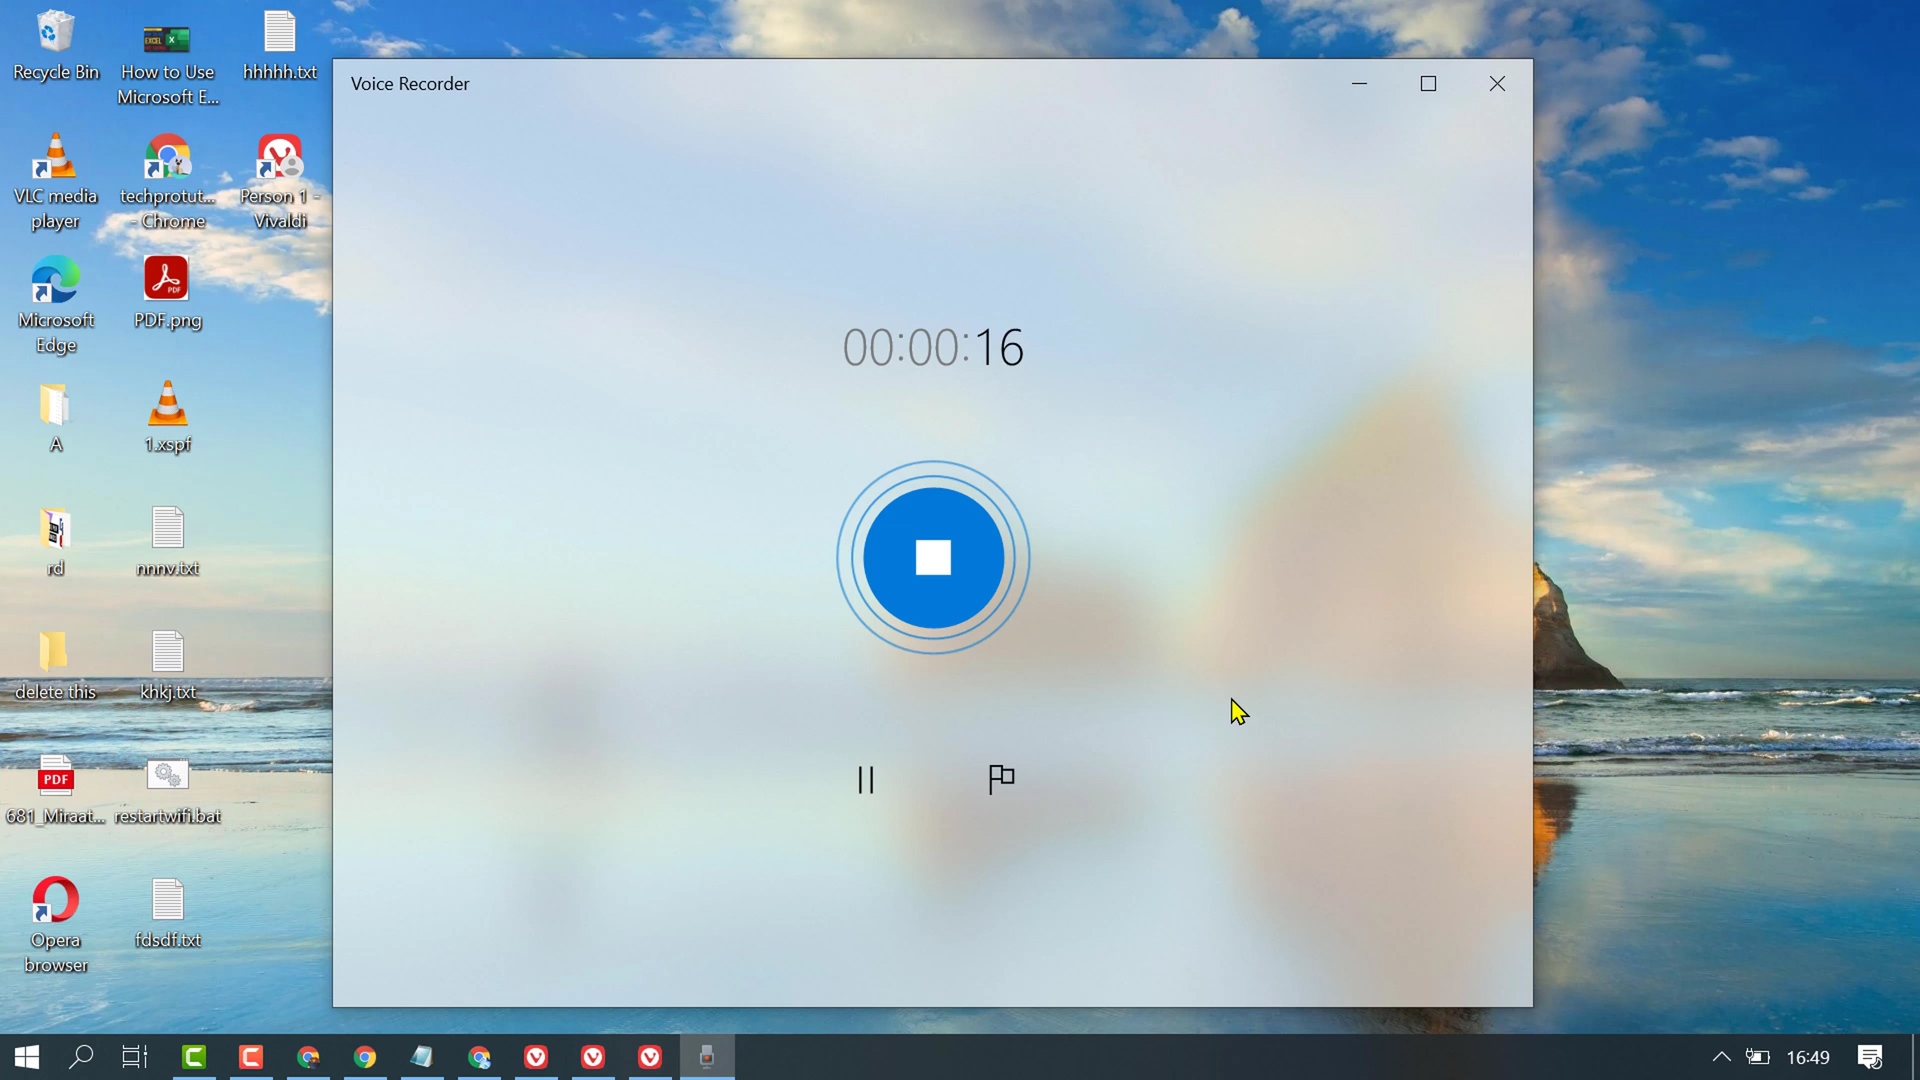 Recycle Bin
How to Use
Microsoft E...
hhhhh.txt
VLC media
player
techprotut...
- Chrome
Person 1 -
Vivaldi
Microsoft
Edge
PDF
PDF.png
A
1.xspf
rd
nnnv.txt
delete this
khkj.txt
PDF
681_Miraat...
restartwifi.bat
Opera
browser
fdsdf.txt
Voice Recorder
00:00:16
16:49